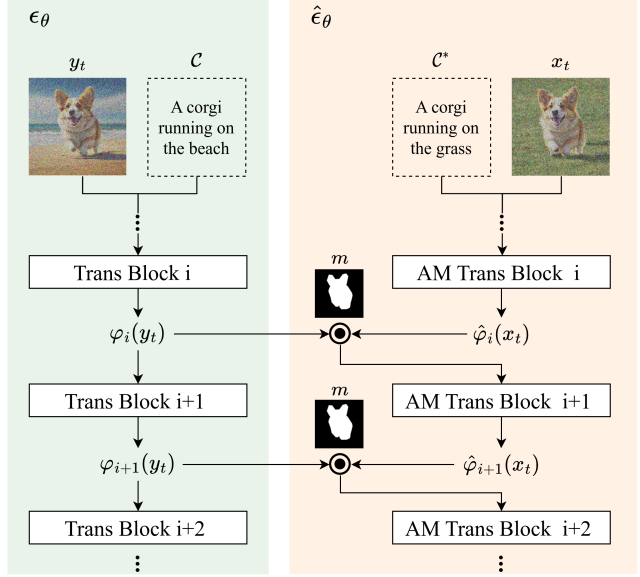 ϵ_θ
y_t
C
A corgi
running on
the beach
Trans Block i
φ_i(y_t)
Trans Block i+1
φ_{i+1}(y_t)
Trans Block i+2
ϵ̂_θ
C*
x_t
A corgi
running on
the grass
AM Trans Block i
m
φ̂_i(x_t)
AM Trans Block i+1
m
φ̂_{i+1}(x_t)
AM Trans Block i+2